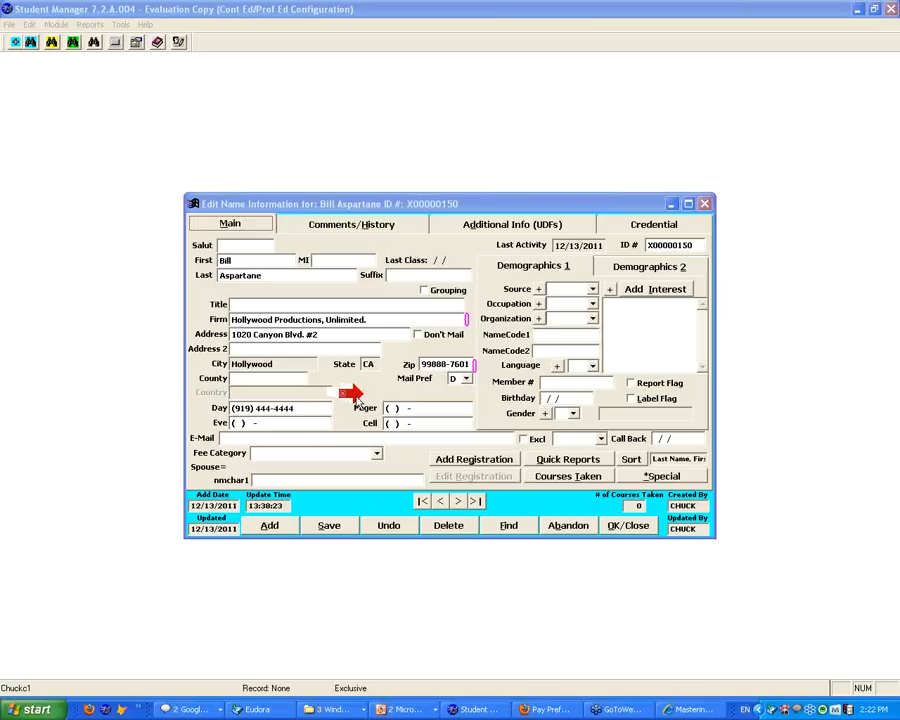 Student Manager 7.2.A.004 - Evaluation Copy (Cont Ed/Prof Ed Configuration)
File Edit Module Reports Tools Help
Edit Name Information for: Bill Aspartane ID #: X00000150
Main Comments/History Additional Info (UDFs) Credential
Salut Last Activity 12/13/2011 ID # X00000150
First Bill MI Last Class: / / Demographics 1 Demographics 2
Last Aspartane Suffix
Grouping Source + + Add Interest
Title Occupation +
Firm Hollywood Productions, Unlimited. Organization +
Address 1020 Canyon Blvd. #2 Don't Mail NameCode1
Address 2 NameCode2
City Hollywood State CA Zip 99888-7601 Language +
County Mail Pref D Member # Report Flag
Country Birthday / / Label Flag
Day (919) 444-4444 Pager ( ) - Gender +
Eve ( ) - Cell ( ) -
E-Mail Excl Call Back / /
Fee Category Add Registration Quick Reports Sort Last Name, Firs
Spouse= Edit Registration Courses Taken *Special
nmchar1
Add Date Update Time # of Courses Taken Created By
12/13/2011 13:38:23 |< < > >| 0 CHUCK
Updated Updated By
12/13/2011 Add Save Undo Delete Find Abandon OK/Close CHUCK
Chuckc1 Record: None Exclusive NUM
start 2 Googl... Eudora 3 Wind... 2 Micro... Student ... Pay Pref... GoToWe... Masterin... EN 2:22 PM